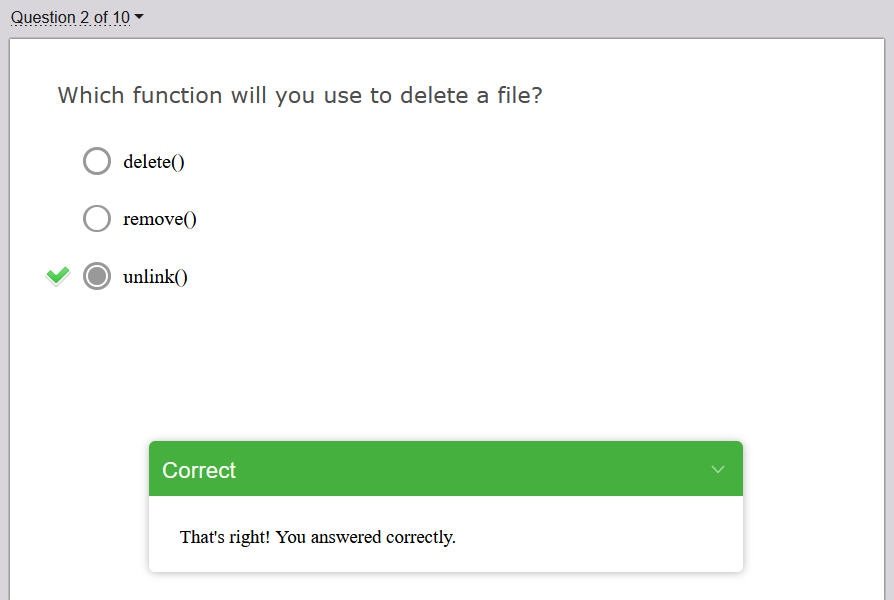 Question 2 of 10
Which function will you use to delete a file?
delete()
remove()
unlink()
Correct
That's right! You answered correctly.